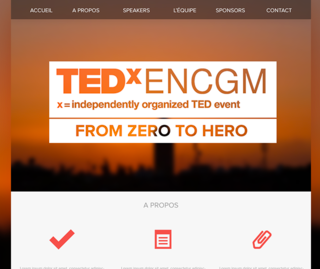 ACCUEIL A PROPOS SPEAKERS L'ÉQUIPE SPONSORS CONTACT
TEDxENCGM
x = independently organized TED event
FROM ZERO TO HERO
A PROPOS